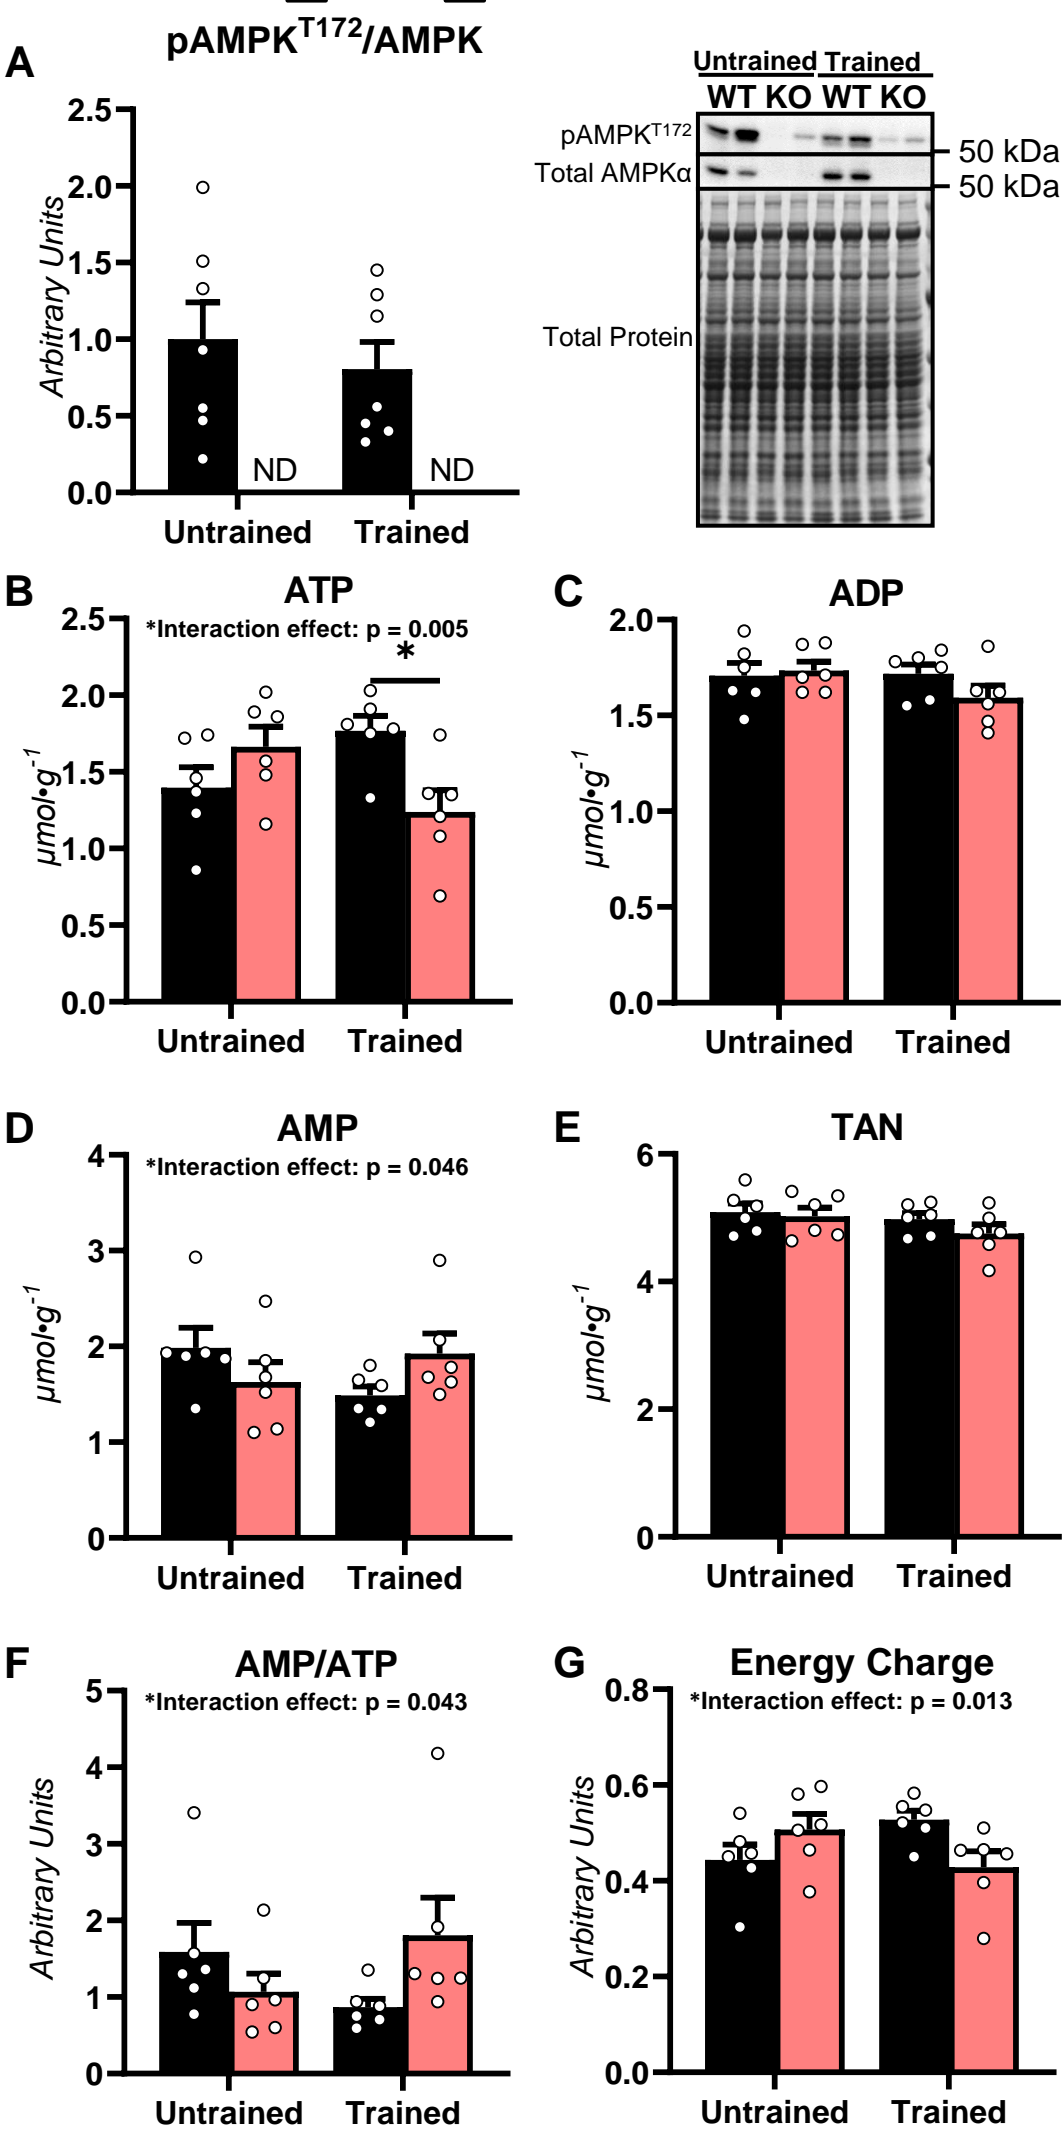 A
pAMPK^T172/AMPK
2.5
2.0
1.5
1.0
0.5
0.0
Arbitrary Units
ND
ND
Untrained
Trained
Untrained Trained
WT KO WT KO
pAMPK^T172
50 kDa
Total AMPKα
50 kDa
Total Protein
B
ATP
*Interaction effect: p = 0.005
*
2.5
2.0
1.5
1.0
0.5
0.0
μmol•g^-1
Untrained
Trained
C
ADP
2.0
1.5
1.0
0.5
0.0
μmol•g^-1
Untrained
Trained
D
AMP
*Interaction effect: p = 0.046
4
3
2
1
0
μmol•g^-1
Untrained
Trained
E
TAN
6
4
2
0
μmol•g^-1
Untrained
Trained
F
AMP/ATP
*Interaction effect: p = 0.043
5
4
3
2
1
0
Arbitrary Units
Untrained
Trained
G
Energy Charge
*Interaction effect: p = 0.013
0.8
0.6
0.4
0.2
0.0
Arbitrary Units
Untrained
Trained